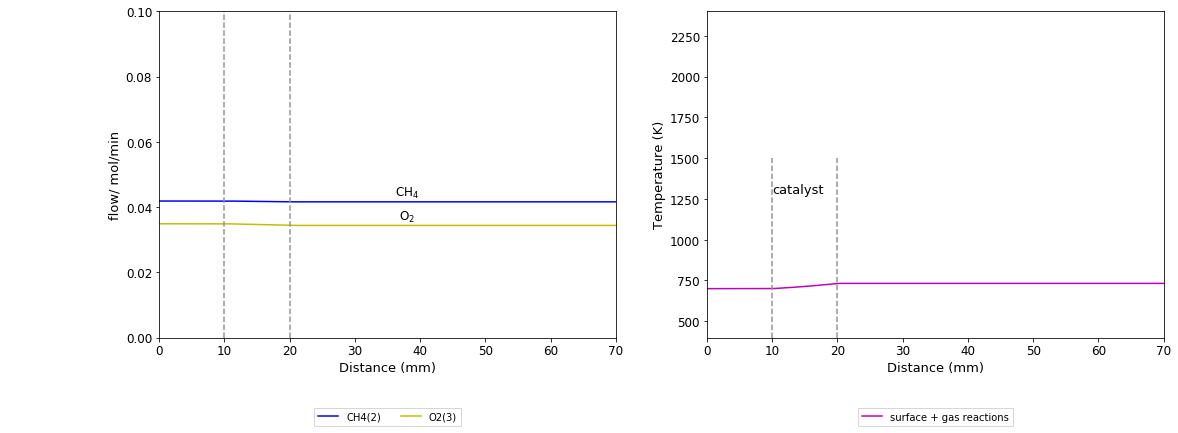 0.10
0.08
0.06
0.04
0.02
0.00
flow/ mol/min
CH₄
O₂
0 10 20 30 40 50 60 70
Distance (mm)
CH4(2) O2(3)
2250
2000
1750
1500
1250
1000
750
500
Temperature (K)
catalyst
0 10 20 30 40 50 60 70
Distance (mm)
surface + gas reactions